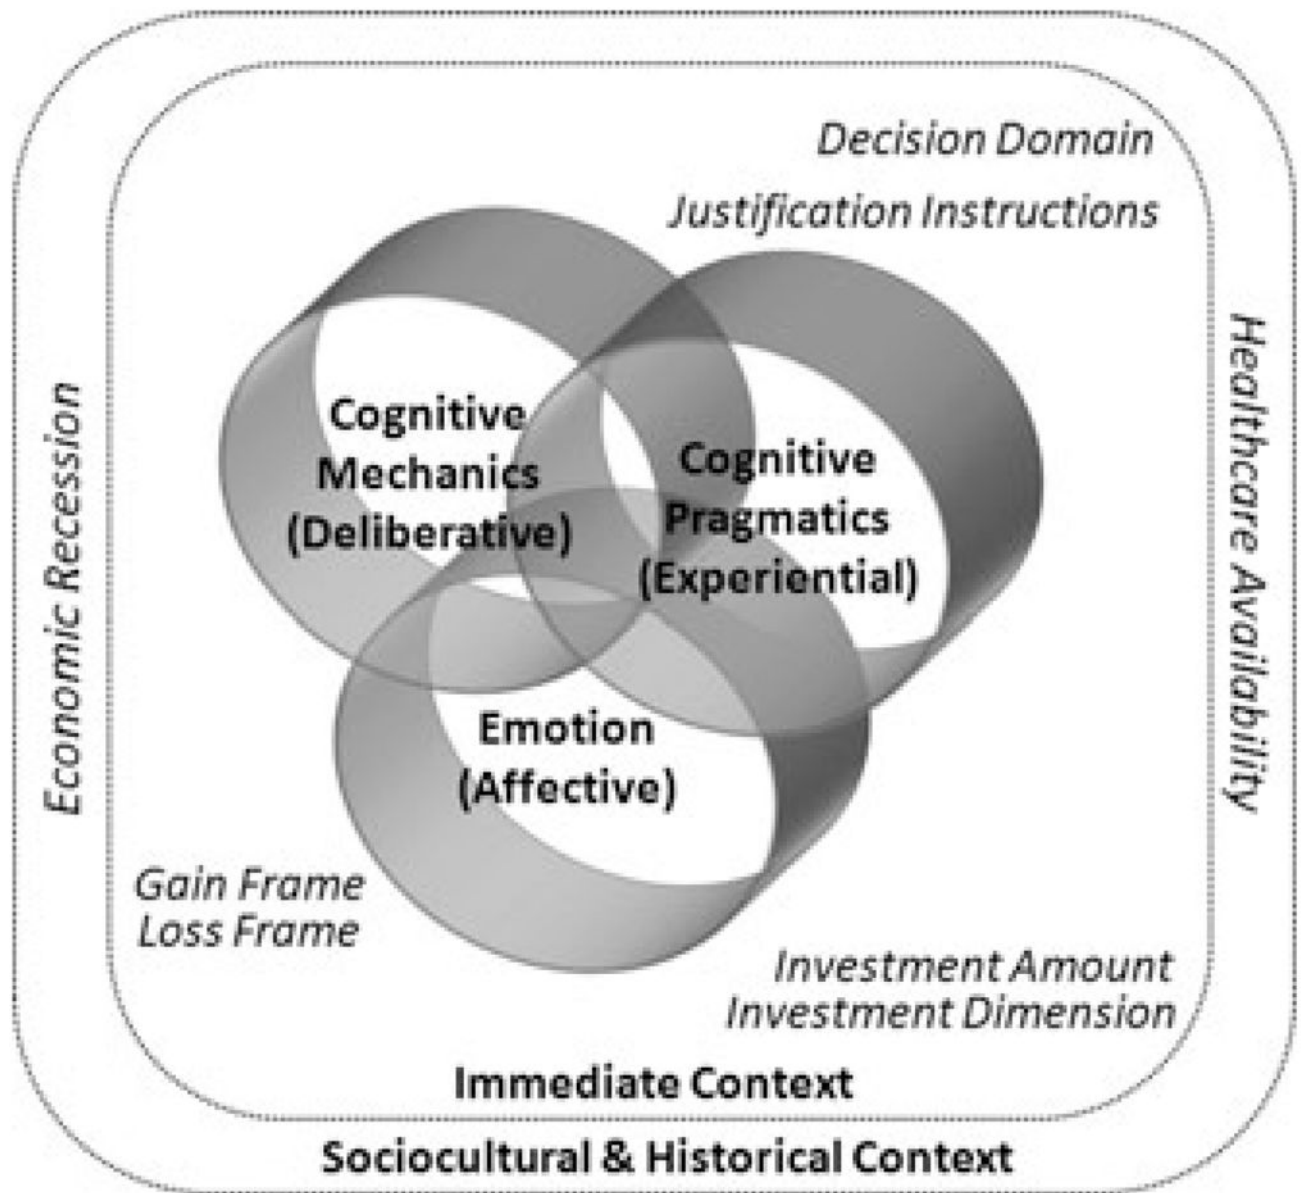 Decision Domain
Justification Instructions
Economic Recession
Healthcare Availability
Cognitive
Mechanics
(Deliberative)
Cognitive
Pragmatics
(Experiential)
Emotion
(Affective)
Gain Frame
Loss Frame
Investment Amount
Investment Dimension
Immediate Context
Sociocultural & Historical Context